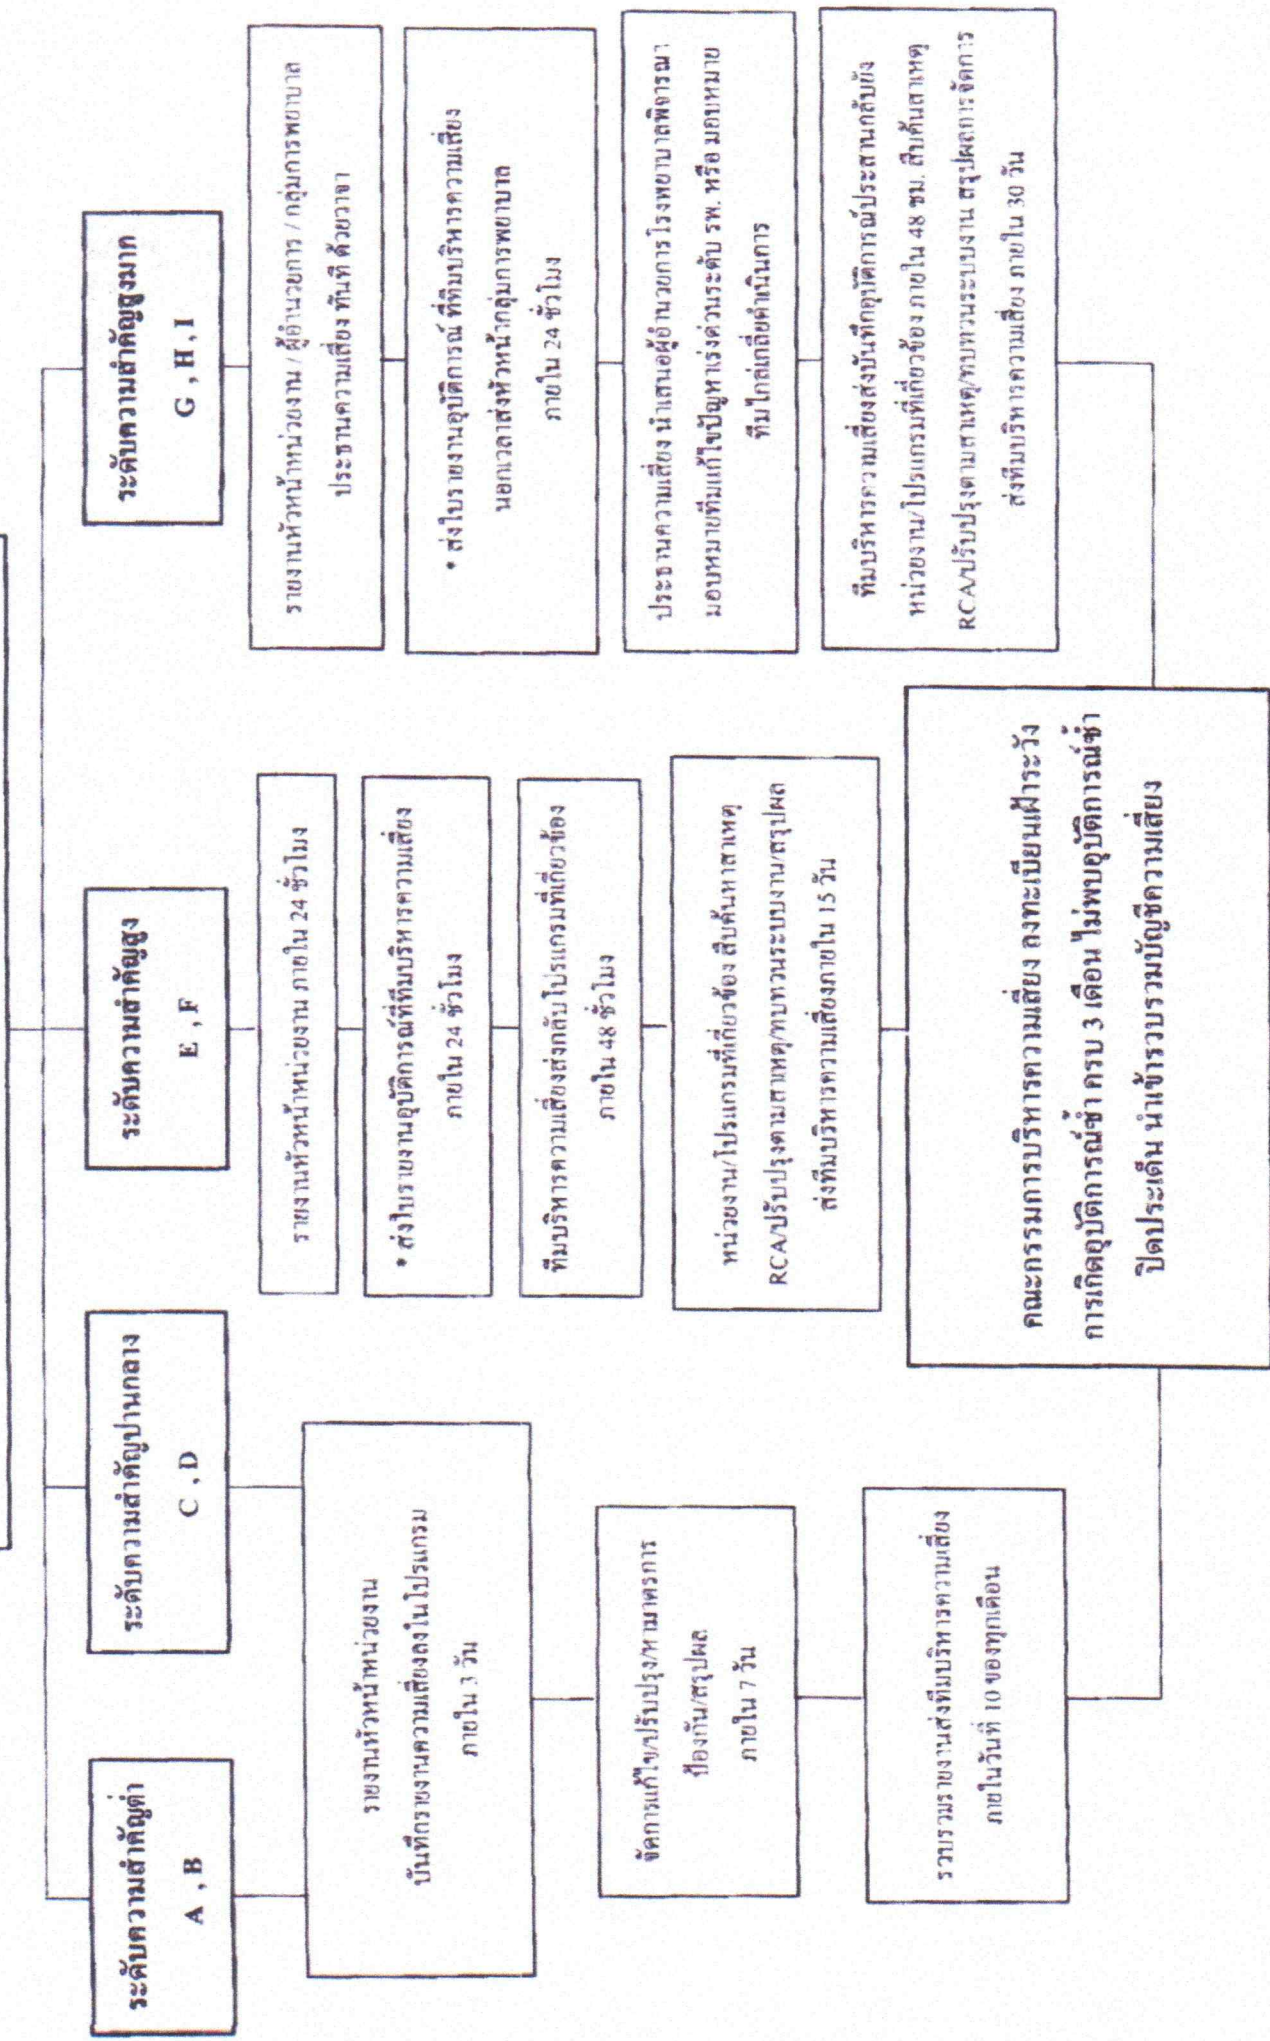 ระดับความสำคัญต่ำ
A , B
ระดับความสำคัญปานกลาง
C , D
ระดับความสำคัญสูง
E , F
ระดับความสำคัญสูงมาก
G , H , I
รายงานหัวหน้าหน่วยงาน
บันทึกรายงานความเสี่ยงลงในโปรแกรม
ภายใน 3 วัน
จัดการแก้ไข/ปรับปรุง/หามาตรการ
ป้องกัน/สรุปผล
ภายใน 7 วัน
รวบรวมรายงานส่งทีมบริหารความเสี่ยง
ภายในวันที่ 10 ของทุกเดือน
รายงานหัวหน้าหน่วยงาน ภายใน 24 ชั่วโมง
* ส่งใบรายงานอุบัติการณ์ที่ทีมบริหารความเสี่ยง
ภายใน 24 ชั่วโมง
ทีมบริหารความเสี่ยงส่งกลับโปรแกรมที่เกี่ยวข้อง
ภายใน 48 ชั่วโมง
หน่วยงาน/โปรแกรมที่เกี่ยวข้อง สืบค้นหาสาเหตุ
RCA/ปรับปรุงตามสาเหตุ/ทบทวนระบบงาน/สรุปผล
ส่งทีมบริหารความเสี่ยงภายใน 15 วัน
รายงานหัวหน้าหน่วยงาน / ผู้อำนวยการ / กลุ่มการพยาบาล
ประธานความเสี่ยง ทันที ด้วยวาจา
* ส่งใบรายงานอุบัติการณ์ ที่ทีมบริหารความเสี่ยง
นอกเวลาส่งหัวหน้ากลุ่มการพยาบาล
ภายใน 24 ชั่วโมง
ประธานความเสี่ยง นำเสนอผู้อำนวยการโรงพยาบาลพิจารณา
มอบหมายทีมแก้ไขปัญหาเร่งด่วนระดับ รพ. หรือ มอบหมาย
ทีมไกล่เกลี่ยดำเนินการ
ทีมบริหารความเสี่ยงส่งบันทึกอุบัติการณ์ประสานกลับยัง
หน่วยงาน/โปรแกรมที่เกี่ยวข้อง ภายใน 48 ชม. สืบค้นสาเหตุ
RCA/ปรับปรุงตามสาเหตุ/ทบทวนระบบงาน สรุปผลการจัดการ
ส่งทีมบริหารความเสี่ยง ภายใน 30 วัน
คณะกรรมการบริหารความเสี่ยง ลงทะเบียนเฝ้าระวัง
การเกิดอุบัติการณ์ซ้ำ ครบ 3 เดือน ไม่พบอุบัติการณ์ซ้ำ
ปิดประเด็น นำเข้ารวบรวมบัญชีความเสี่ยง